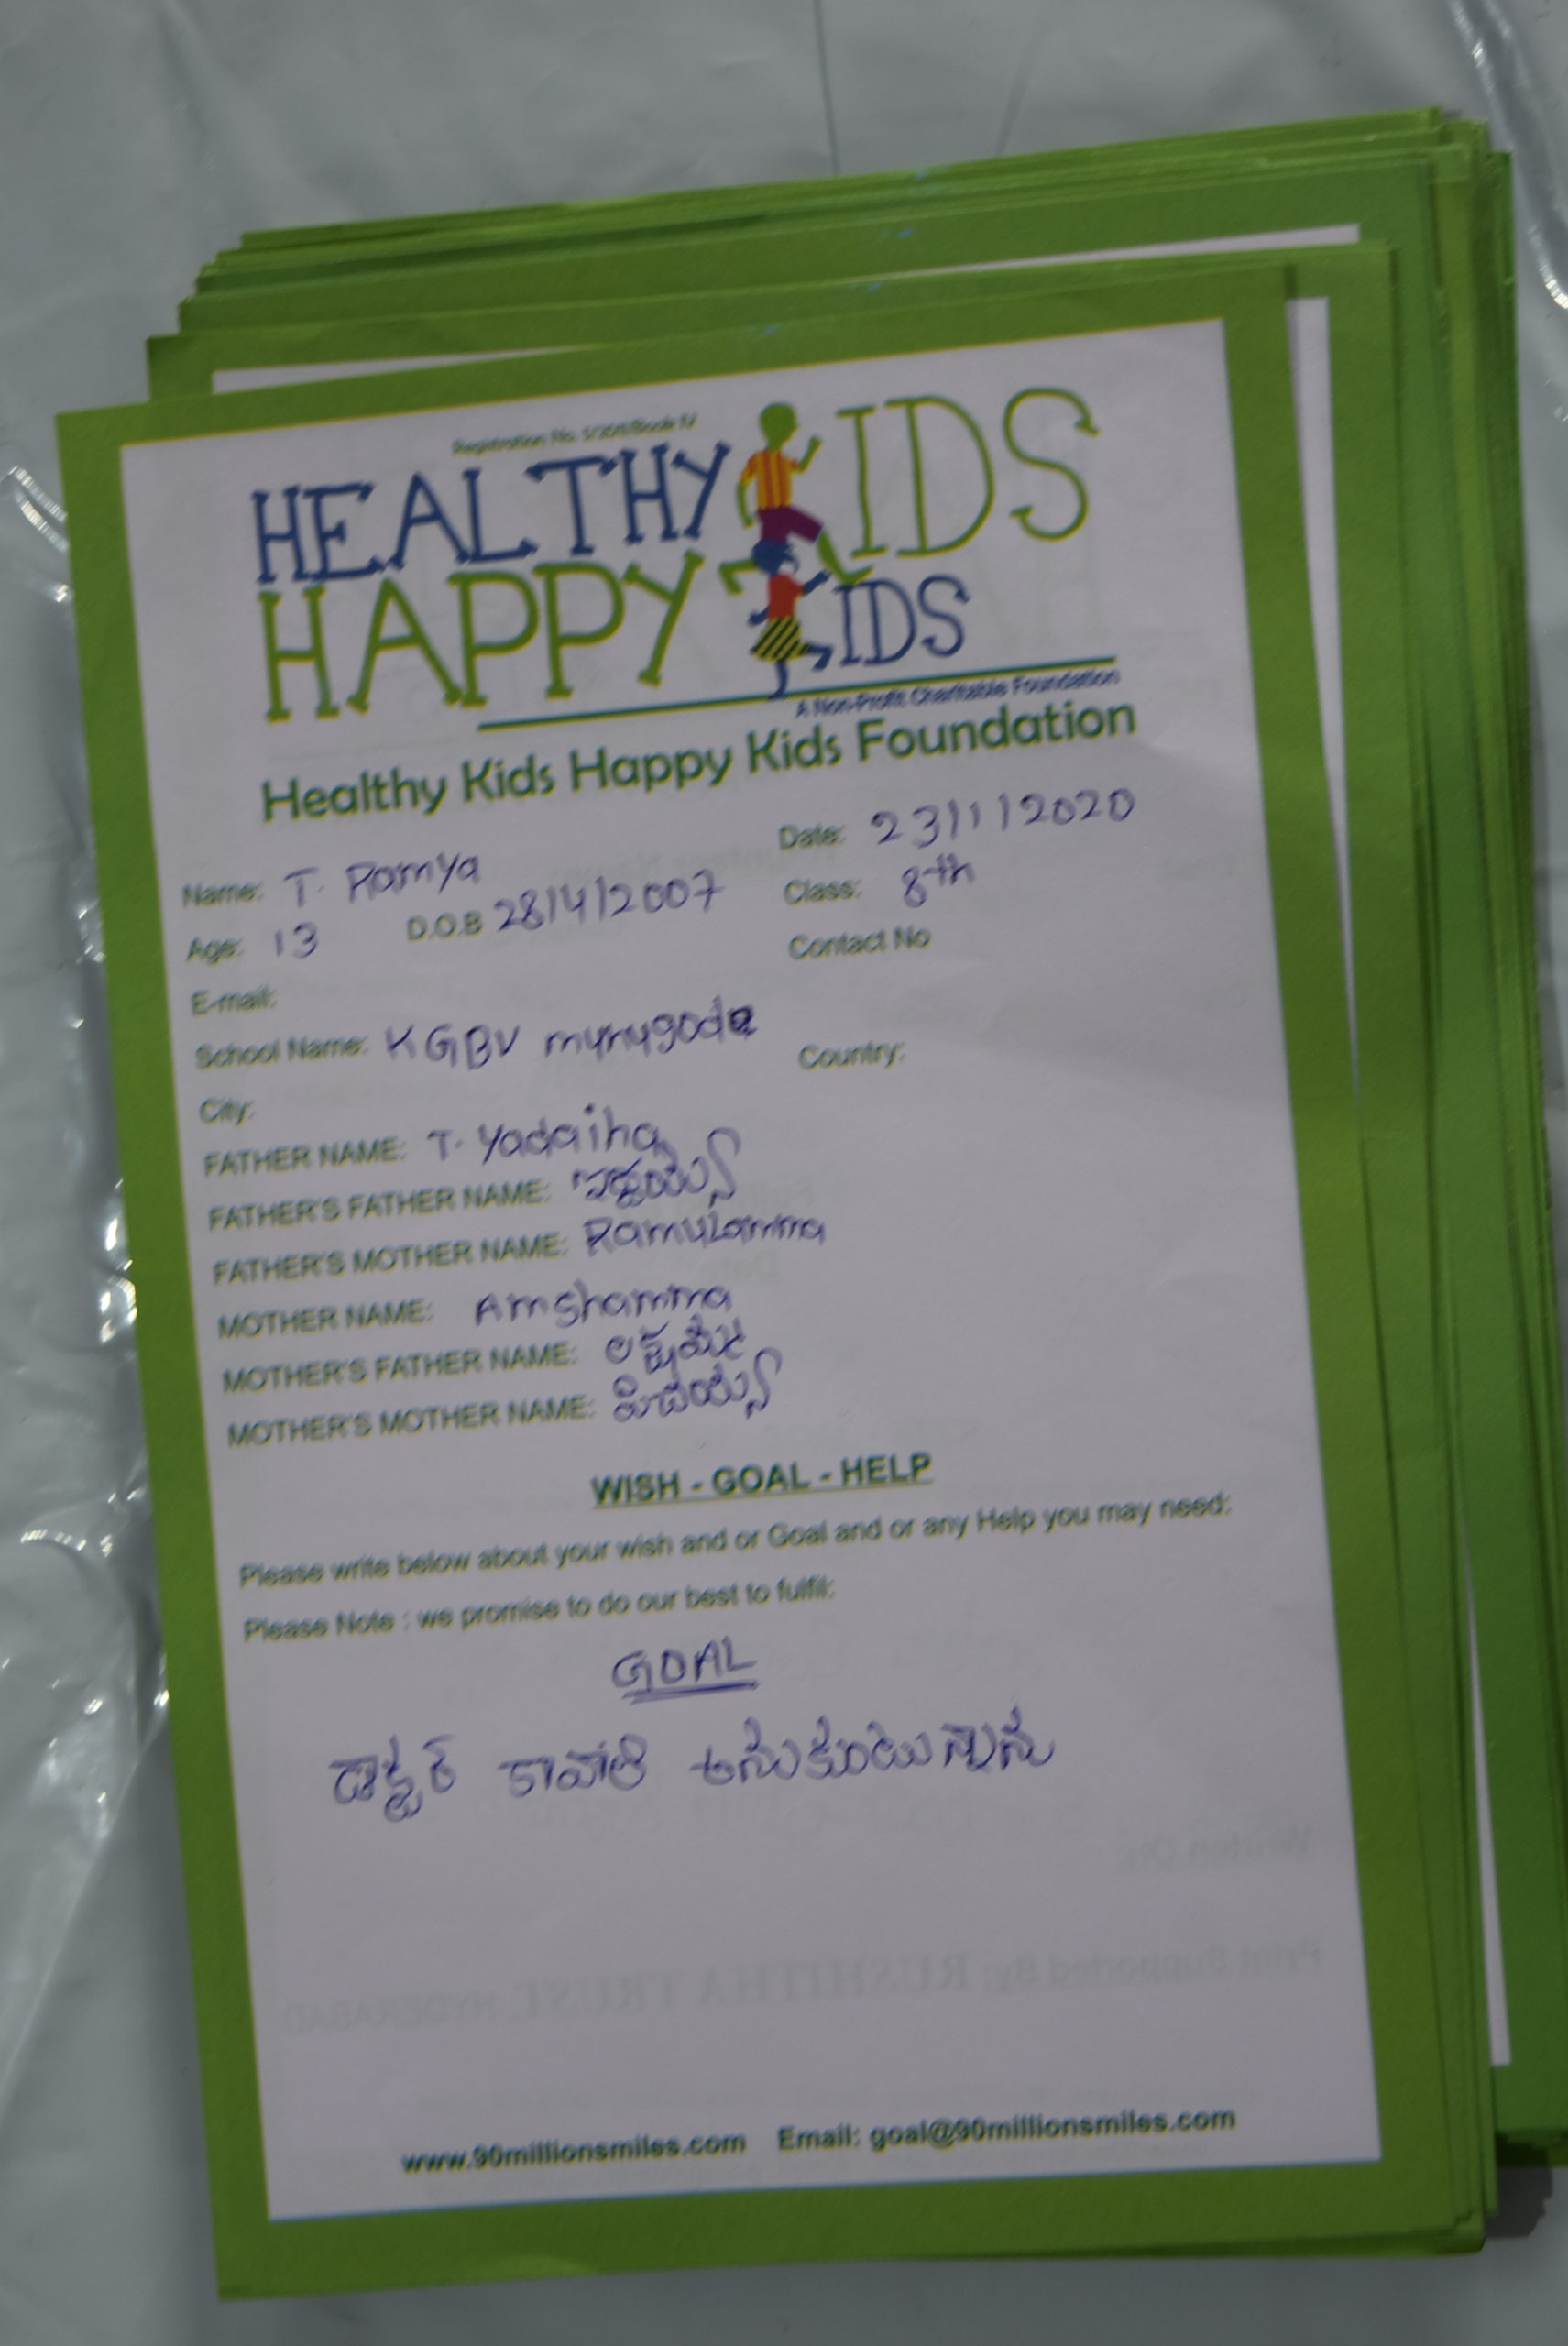 Registration No.
HEALTHY KIDS
HAPPY KIDS
A Non-Profit Charitable Foundation
Healthy Kids Happy Kids Foundation
Date: 23/1/2020
Name: T. Ramya
Class: 8th
Age: 13 D.O.B 28/4/2007
Contact No
E-mail:
School Name: KGBV
Country:
City:
FATHER NAME: T. Yadaiha
FATHER'S FATHER NAME:
FATHER'S MOTHER NAME: Ramulamma
MOTHER NAME: Amshamma
MOTHER'S FATHER NAME:
MOTHER'S MOTHER NAME:
WISH - GOAL - HELP
Please write below about your wish and or Goal and or any Help you may need:
Please Note : we promise to do our best to fulfil:
GOAL
డాక్టర్ కావాలి అనుకుంటున్నాను
www.90millionsmiles.com Email: goal@90millionsmiles.com